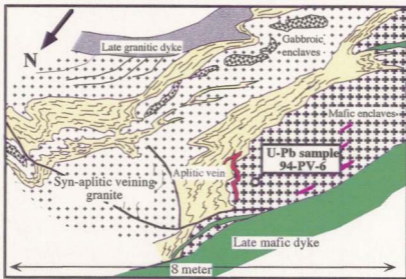 N
Late granitic dyke
Gabbroic
enclaves
Mafic enclaves
U-Pb sample
94-PV-6
Aplitic vein
Syn-aplitic veining
granite
Late mafic dyke
8 meter